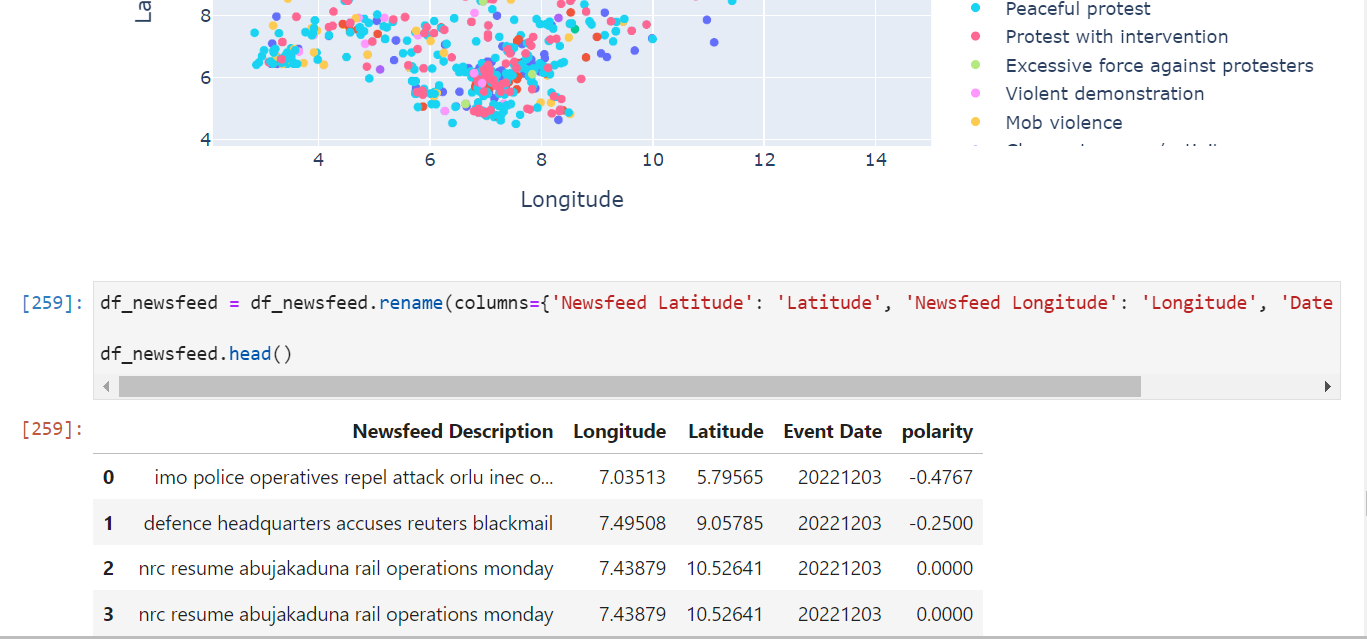 La
8
6
4
4 6 8 10 12 14
Longitude
Peaceful protest
Protest with intervention
Excessive force against protesters
Violent demonstration
Mob violence
[259]: df_newsfeed = df_newsfeed.rename(columns={'Newsfeed Latitude': 'Latitude', 'Newsfeed Longitude': 'Longitude', 'Date
df_newsfeed.head()
[259]: Newsfeed Description Longitude Latitude Event Date polarity
0 imo police operatives repel attack orlu inec o... 7.03513 5.79565 20221203 -0.4767
1 defence headquarters accuses reuters blackmail 7.49508 9.05785 20221203 -0.2500
2 nrc resume abujakaduna rail operations monday 7.43879 10.52641 20221203 0.0000
3 nrc resume abujakaduna rail operations monday 7.43879 10.52641 20221203 0.0000